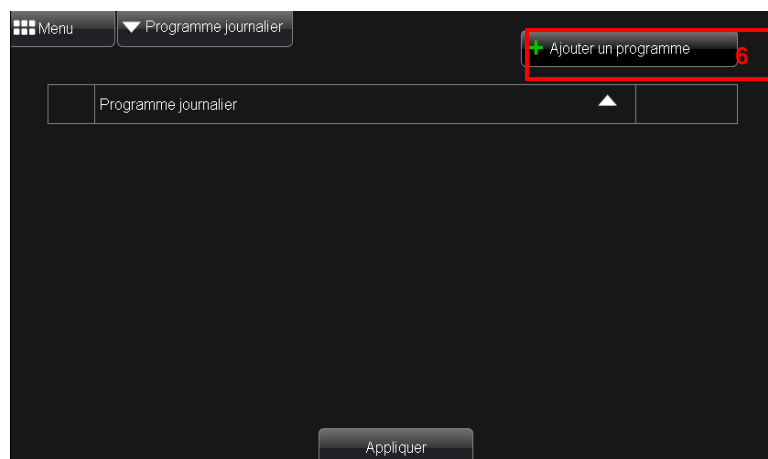 Menu
Programme journalier
+ Ajouter un programme
6
Programme journalier
Appliquer